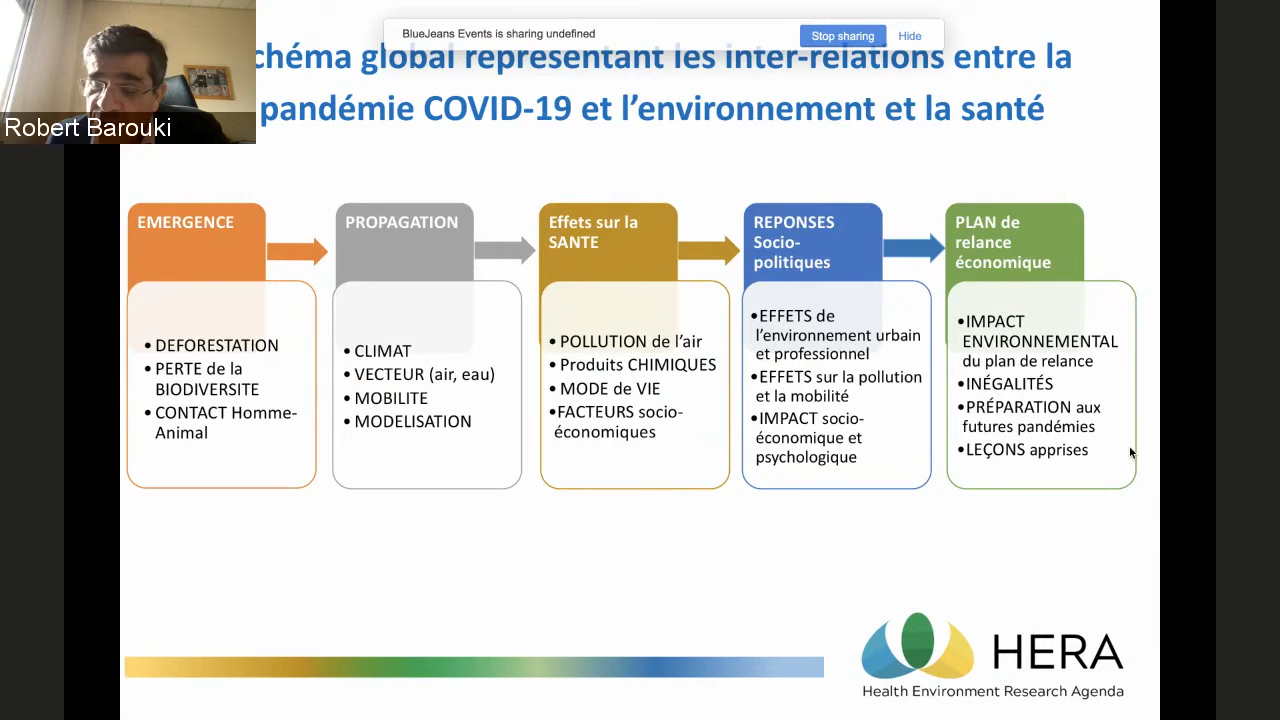 BlueJeans Events is sharing undefined
Stop sharing
Hide
chéma global representant les inter-relations entre la
pandémie COVID-19 et l’environnement et la santé
Robert Barouki
EMERGENCE
• DEFORESTATION
• PERTE de la
BIODIVERSITE
• CONTACT Homme-
Animal
PROPAGATION
• CLIMAT
• VECTEUR (air, eau)
• MOBILITE
• MODELISATION
Effets sur la
SANTE
• POLLUTION de l’air
• Produits CHIMIQUES
• MODE de VIE
•FACTEURS socio-
économiques
REPONSES
Socio-
politiques
•EFFETS de
l’environnement urbain
et professionnel
•EFFETS sur la pollution
et la mobilité
•IMPACT socio-
économique et
psychologique
PLAN de
relance
économique
•IMPACT
ENVIRONNEMENTAL
du plan de relance
•INÉGALITÉS
•PRÉPARATION aux
futures pandémies
•LEÇONS apprises
HERA
Health Environment Research Agenda